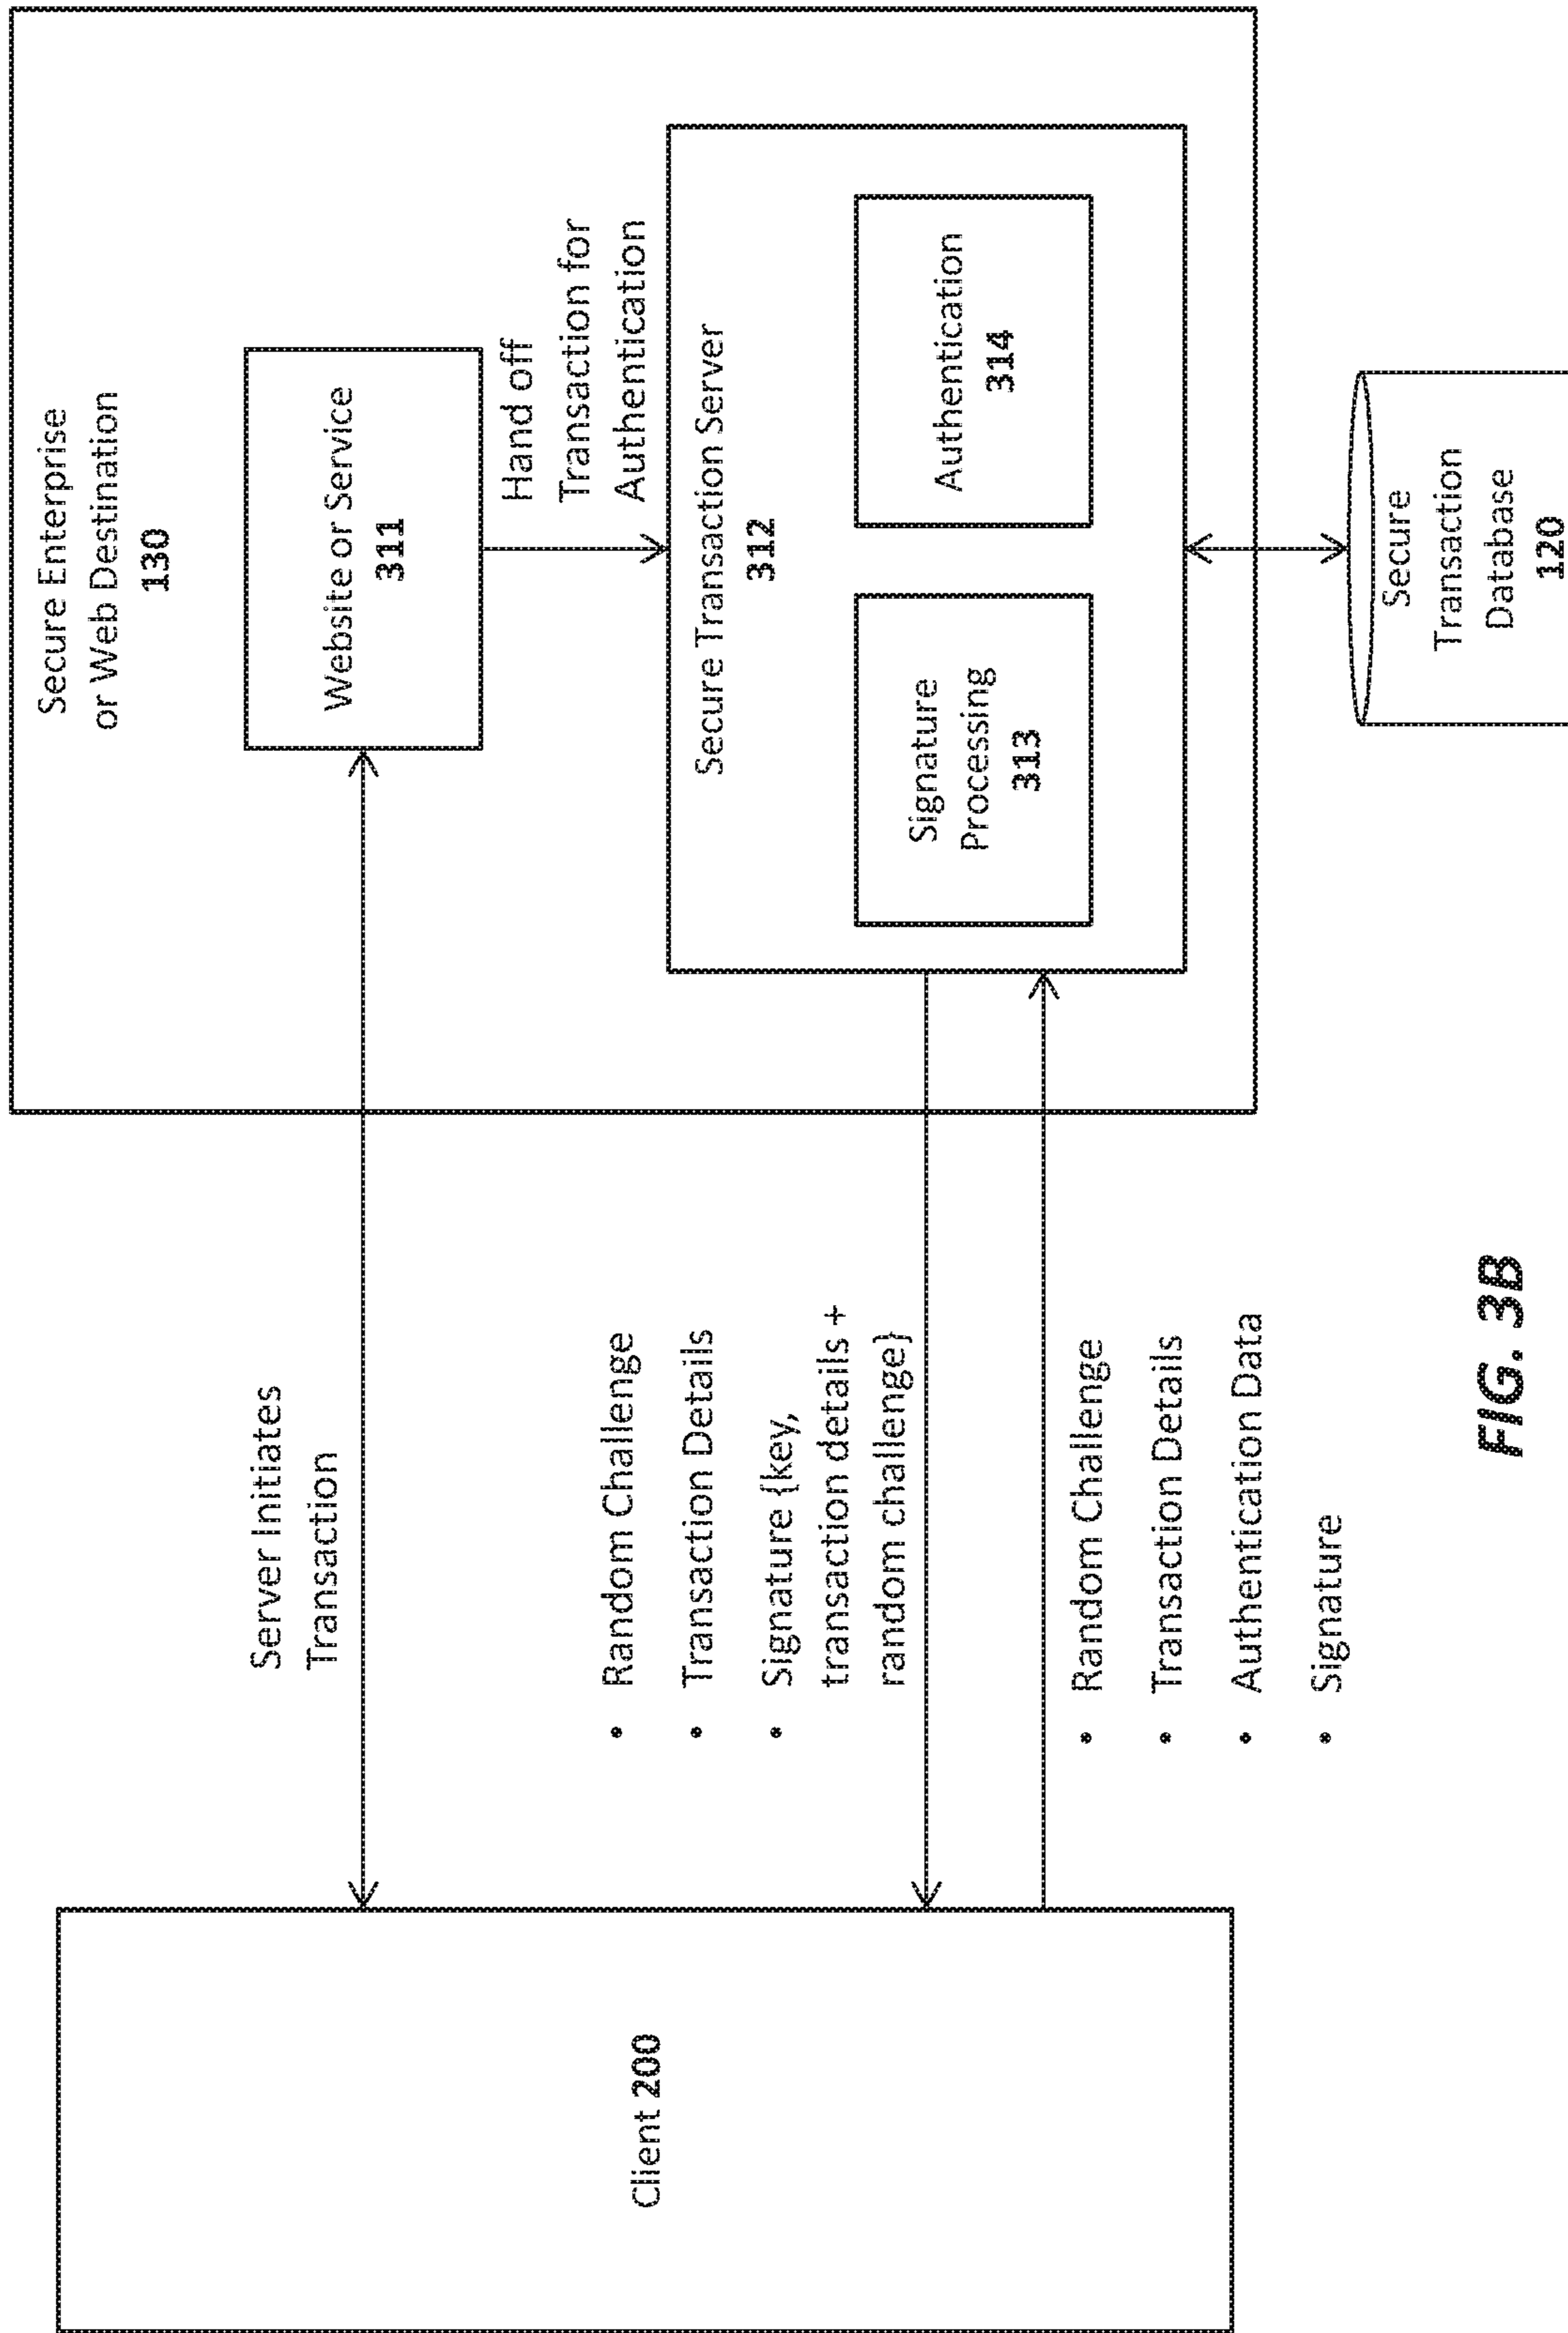 Secure Enterprise
or Web Destination
130
Website or Service
311
Server Initiates
Transaction
Hand off
Transaction for
Authentication
Client 200
• Random Challenge
• Transaction Details
• Signature {key,
transaction details +
random challenge}
Secure Transaction Server
312
Signature
Processing
313
Authentication
314
• Random Challenge
• Transaction Details
• Authentication Data
• Signature
Secure
Transaction
Database
120
FIG. 3B